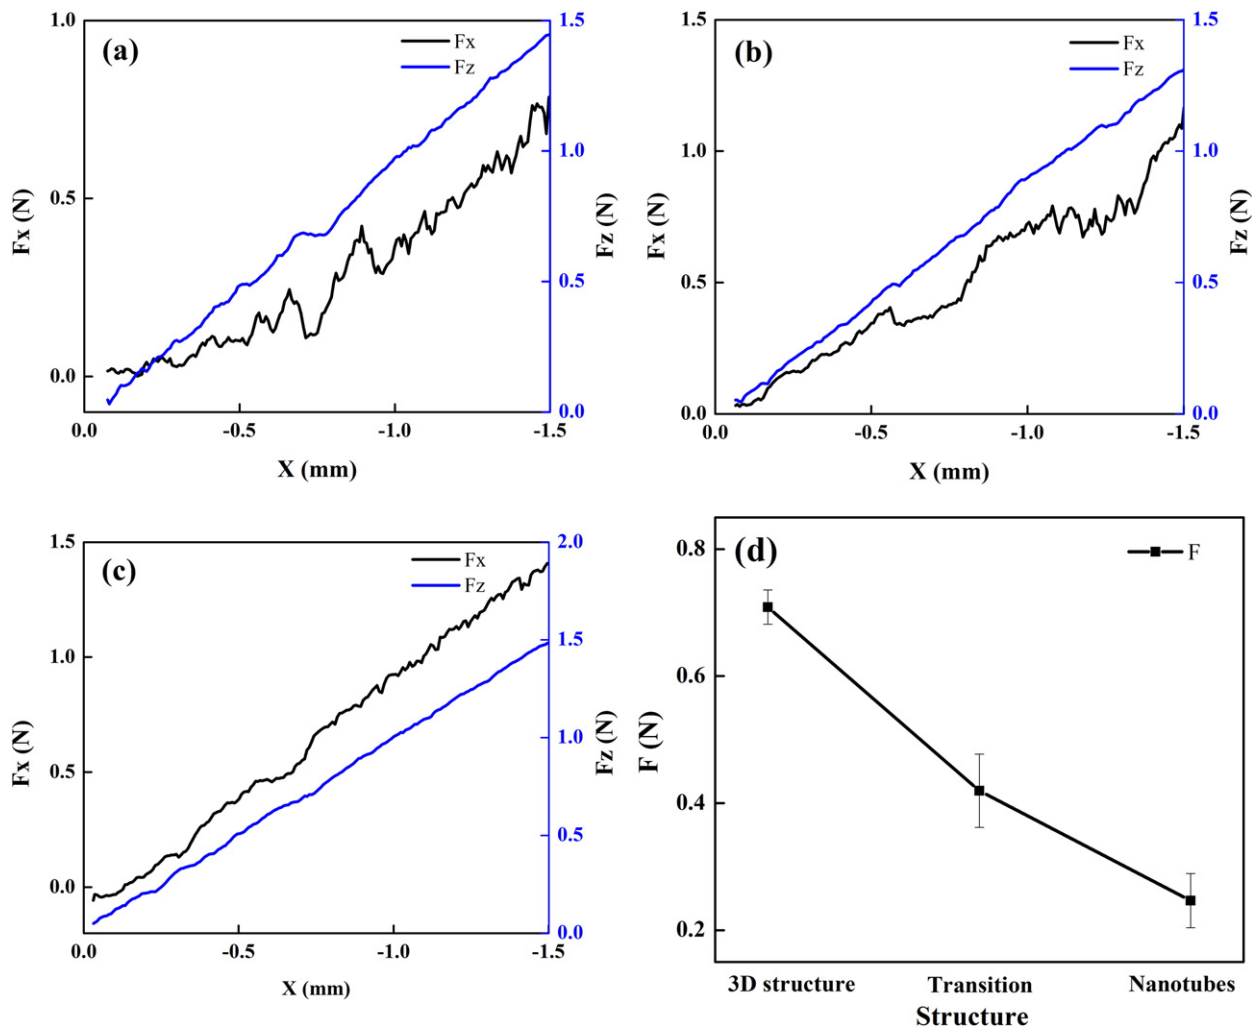 (a)
Fx
Fz
1.0
0.5
0.0
Fx (N)
1.5
1.0
0.5
0.0
Fz (N)
0.0
-0.5
-1.0
-1.5
X (mm)
(b)
Fx
Fz
1.5
1.0
0.5
0.0
Fx (N)
1.5
1.0
0.5
0.0
Fz (N)
0.0
-0.5
-1.0
-1.5
X (mm)
(c)
Fx
Fz
1.5
1.0
0.5
0.0
Fx (N)
2.0
1.5
1.0
0.5
0.0
Fz (N)
0.0
-0.5
-1.0
-1.5
X (mm)
(d)
F
0.8
0.6
0.4
0.2
F (N)
3D structure
Transition
Nanotubes
Structure